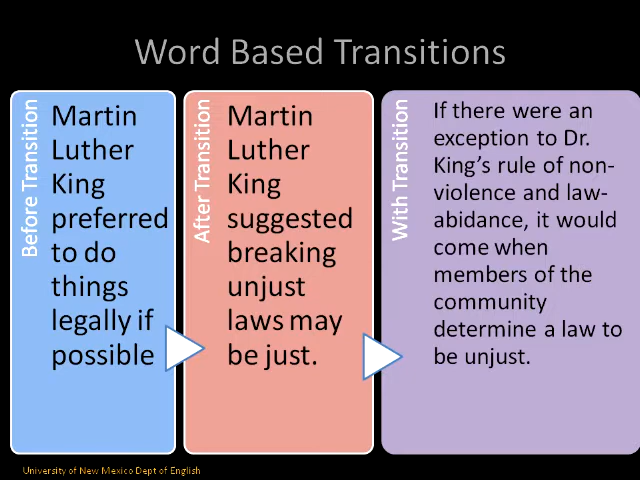 Word Based Transitions
Before Transition
Martin
Luther
King
preferred
to do
things
legally if
possible
After Transition
Martin
Luther
King
suggested
breaking
unjust
laws may
be just.
With Transition
If there were an
exception to Dr.
King’s rule of non-
violence and law-
abidance, it would
come when
members of the
community
determine a law to
be unjust.
University of New Mexico Dept of English